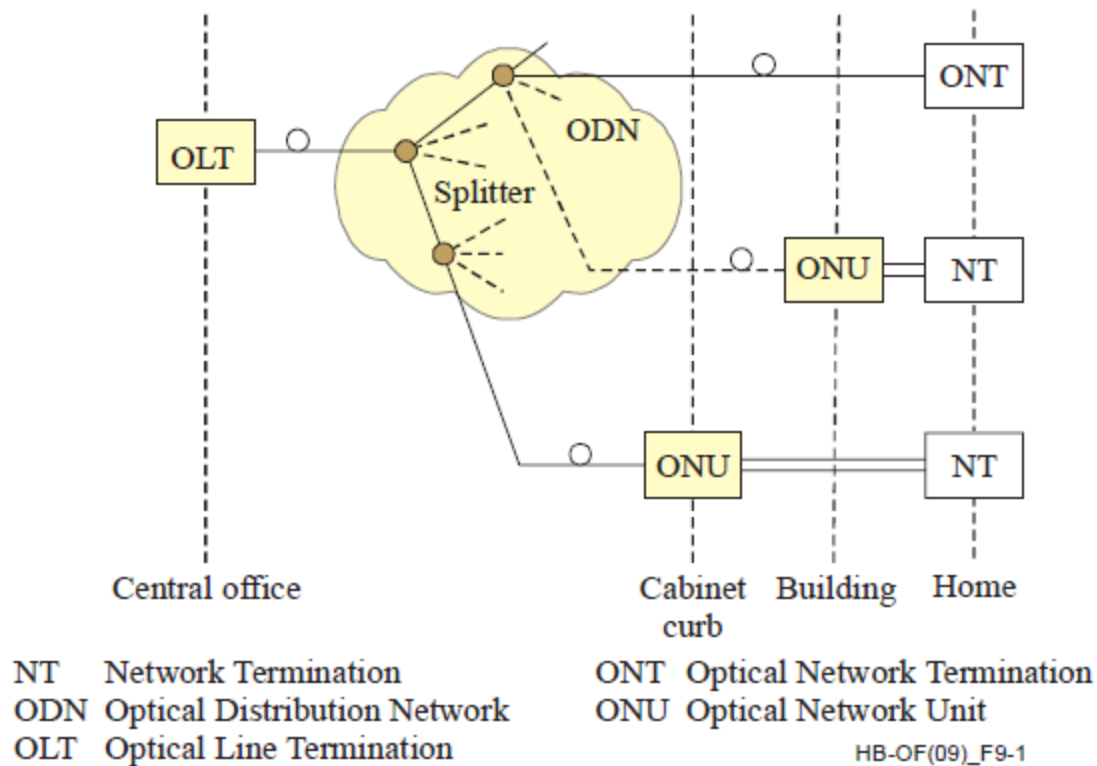 ONT
ODN
OLT
Splitter
ONU
NT
ONU
NT
Central office
Cabinet curb
Building
Home
NT Network Termination
ODN Optical Distribution Network
OLT Optical Line Termination
ONT Optical Network Termination
ONU Optical Network Unit
HB-OF(09)_F9-1